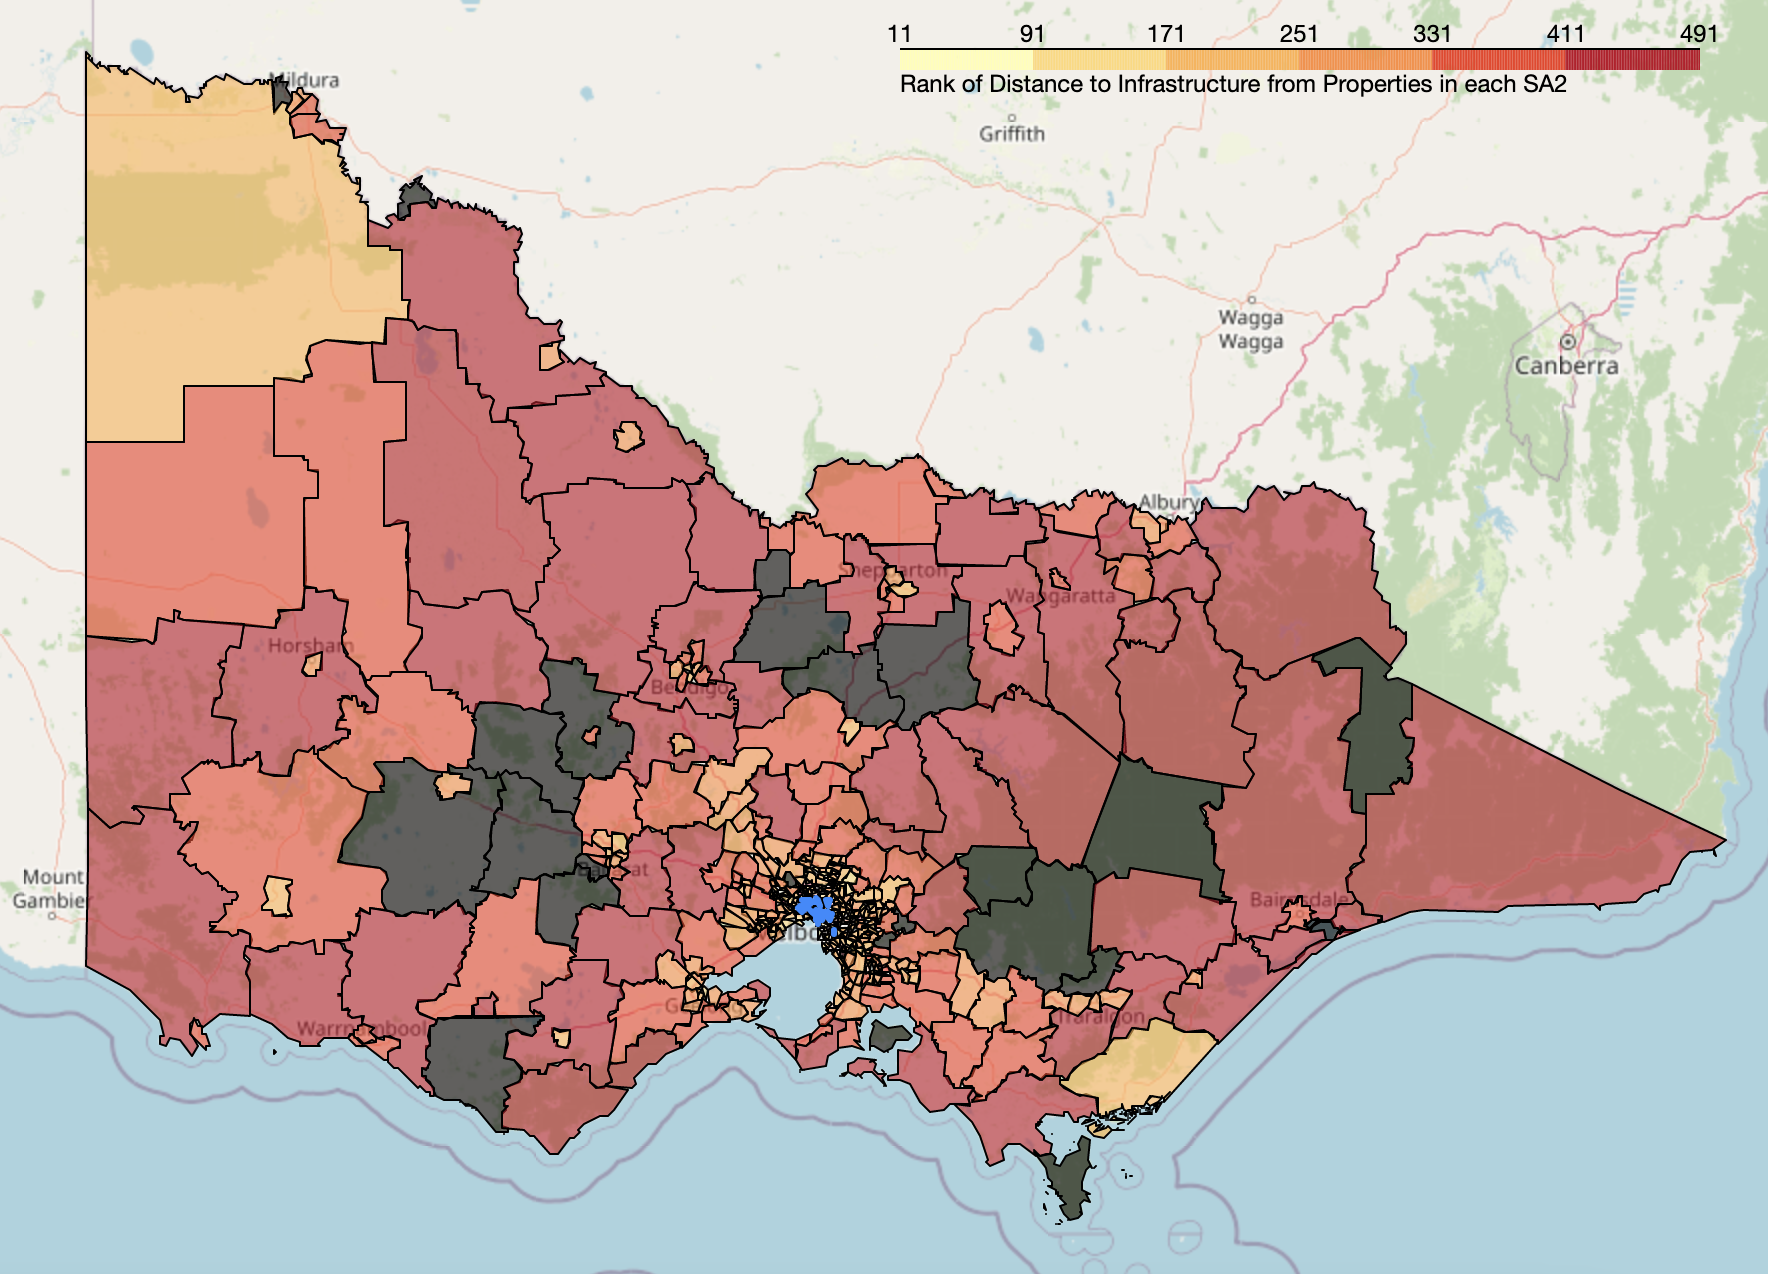 11 91 171 251 331 411 491
Rank of Distance to Infrastructure from Properties in each SA2
Mildura
Griffith
Wagga
Wagga
Canberra
Albury
Shepparton
Wangaratta
Horsham
Bendigo
Mount
Gambier
Ballarat
Bairnsdale
Melbo
Geelong
Traralgon
Warrnambool